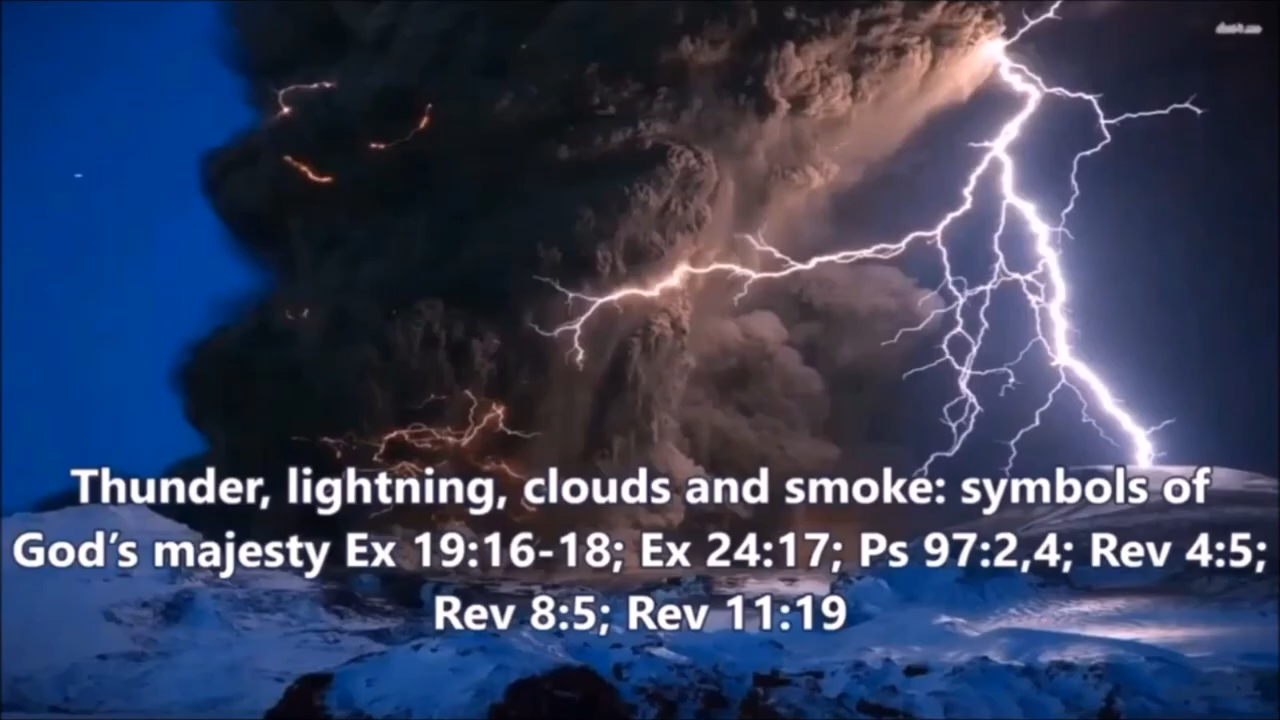 Thunder, lightning, clouds and smoke: symbols of
God’s majesty Ex 19:16-18; Ex 24:17; Ps 97:2,4; Rev 4:5;
Rev 8:5; Rev 11:19